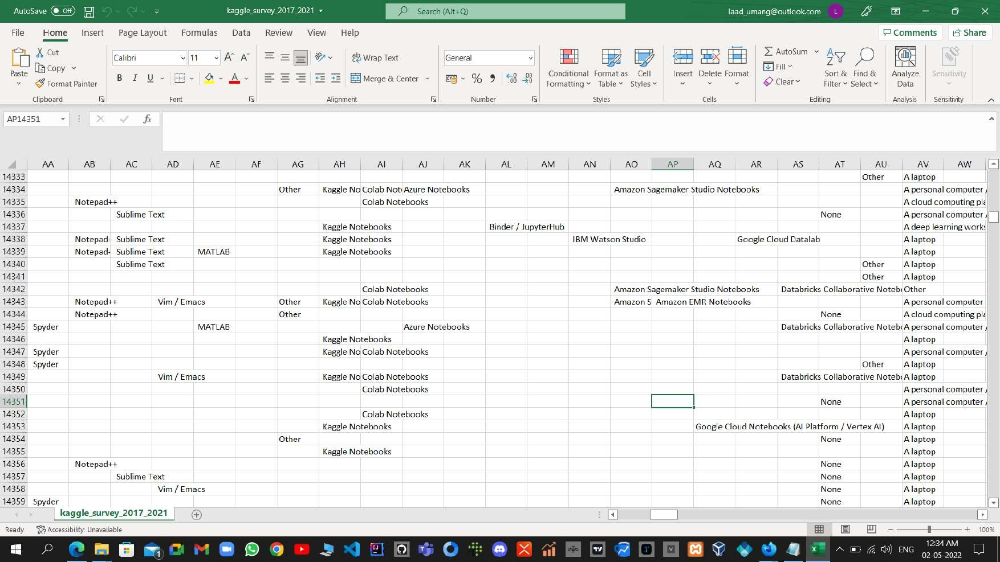 AutoSave Off kaggle_survey_2017_2021 Search (Alt+Q) laad_umang@outlook.com L
File Home Insert Page Layout Formulas Data Review View Help Comments Share
Paste Cut Copy Format Painter Clipboard
Calibri 11 B I U Font
ab Wrap Text Merge & Center Alignment
General % Number
Conditional Formatting Format as Table Cell Styles Styles
Insert Delete Format Cells
AutoSum Fill Clear Sort & Filter Find & Select Editing
Analyze Data Analysis
Sensitivity Sensitivity
AP14351 fx
AA AB AC AD AE AF AG AH AI AJ AK AL AM AN AO AP AQ AR AS AT AU AV AW
14333 Other A laptop
14334 Other Kaggle No Colab Not Azure Notebooks Amazon Sagemaker Studio Notebooks A personal computer /
14335 Notepad++ Colab Notebooks A cloud computing pla
14336 Sublime Text None A personal computer /
14337 Kaggle Notebooks Binder / JupyterHub A deep learning works
14338 Notepad+ Sublime Text Kaggle Notebooks IBM Watson Studio Google Cloud Datalab A laptop
14339 Notepad+ Sublime Text MATLAB Kaggle Notebooks A laptop
14340 Sublime Text Other A laptop
14341 Other A laptop
14342 Colab Notebooks Amazon Sagemaker Studio Notebooks Databricks Collaborative Noteb Other
14343 Notepad++ Vim / Emacs Other Kaggle No Colab Notebooks Amazon S Amazon EMR Notebooks A personal computer
14344 Notepad++ Other None A cloud computing pla
14345 Spyder MATLAB Azure Notebooks Databricks Collaborative Noteb A personal computer /
14346 Kaggle Notebooks A laptop
14347 Spyder Kaggle No Colab Notebooks A personal computer /
14348 Spyder Other A laptop
14349 Vim / Emacs Kaggle No Colab Notebooks Databricks Collaborative Noteb A laptop
14350 Colab Notebooks A personal computer /
14351 None A personal computer /
14352 Colab Notebooks A laptop
14353 Kaggle Notebooks Google Cloud Notebooks (AI Platform / Vertex AI) A laptop
14354 Other None A laptop
14355 Kaggle Notebooks A laptop
14356 Notepad++ None A laptop
14357 Sublime Text None A laptop
14358 Vim / Emacs None A laptop
14359 Spyder None A laptop
kaggle_survey_2017_2021
Ready Accessibility: Unavailable 100%
1 ENG 12:34 AM
02-05-2022